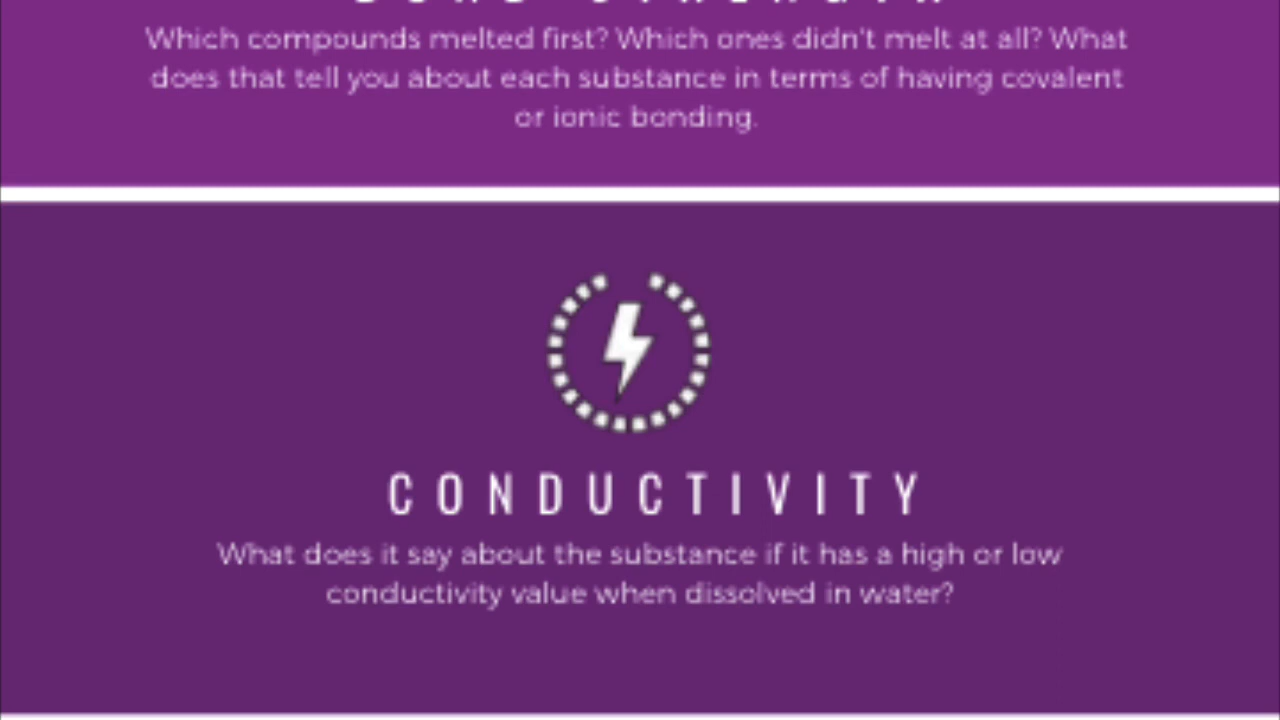 Which compounds melted first? Which ones didn't melt at all? What
does that tell you about each substance in terms of having covalent
or ionic bonding.
CONDUCTIVITY
What does it say about the substance if it has a high or low
conductivity value when dissolved in water?